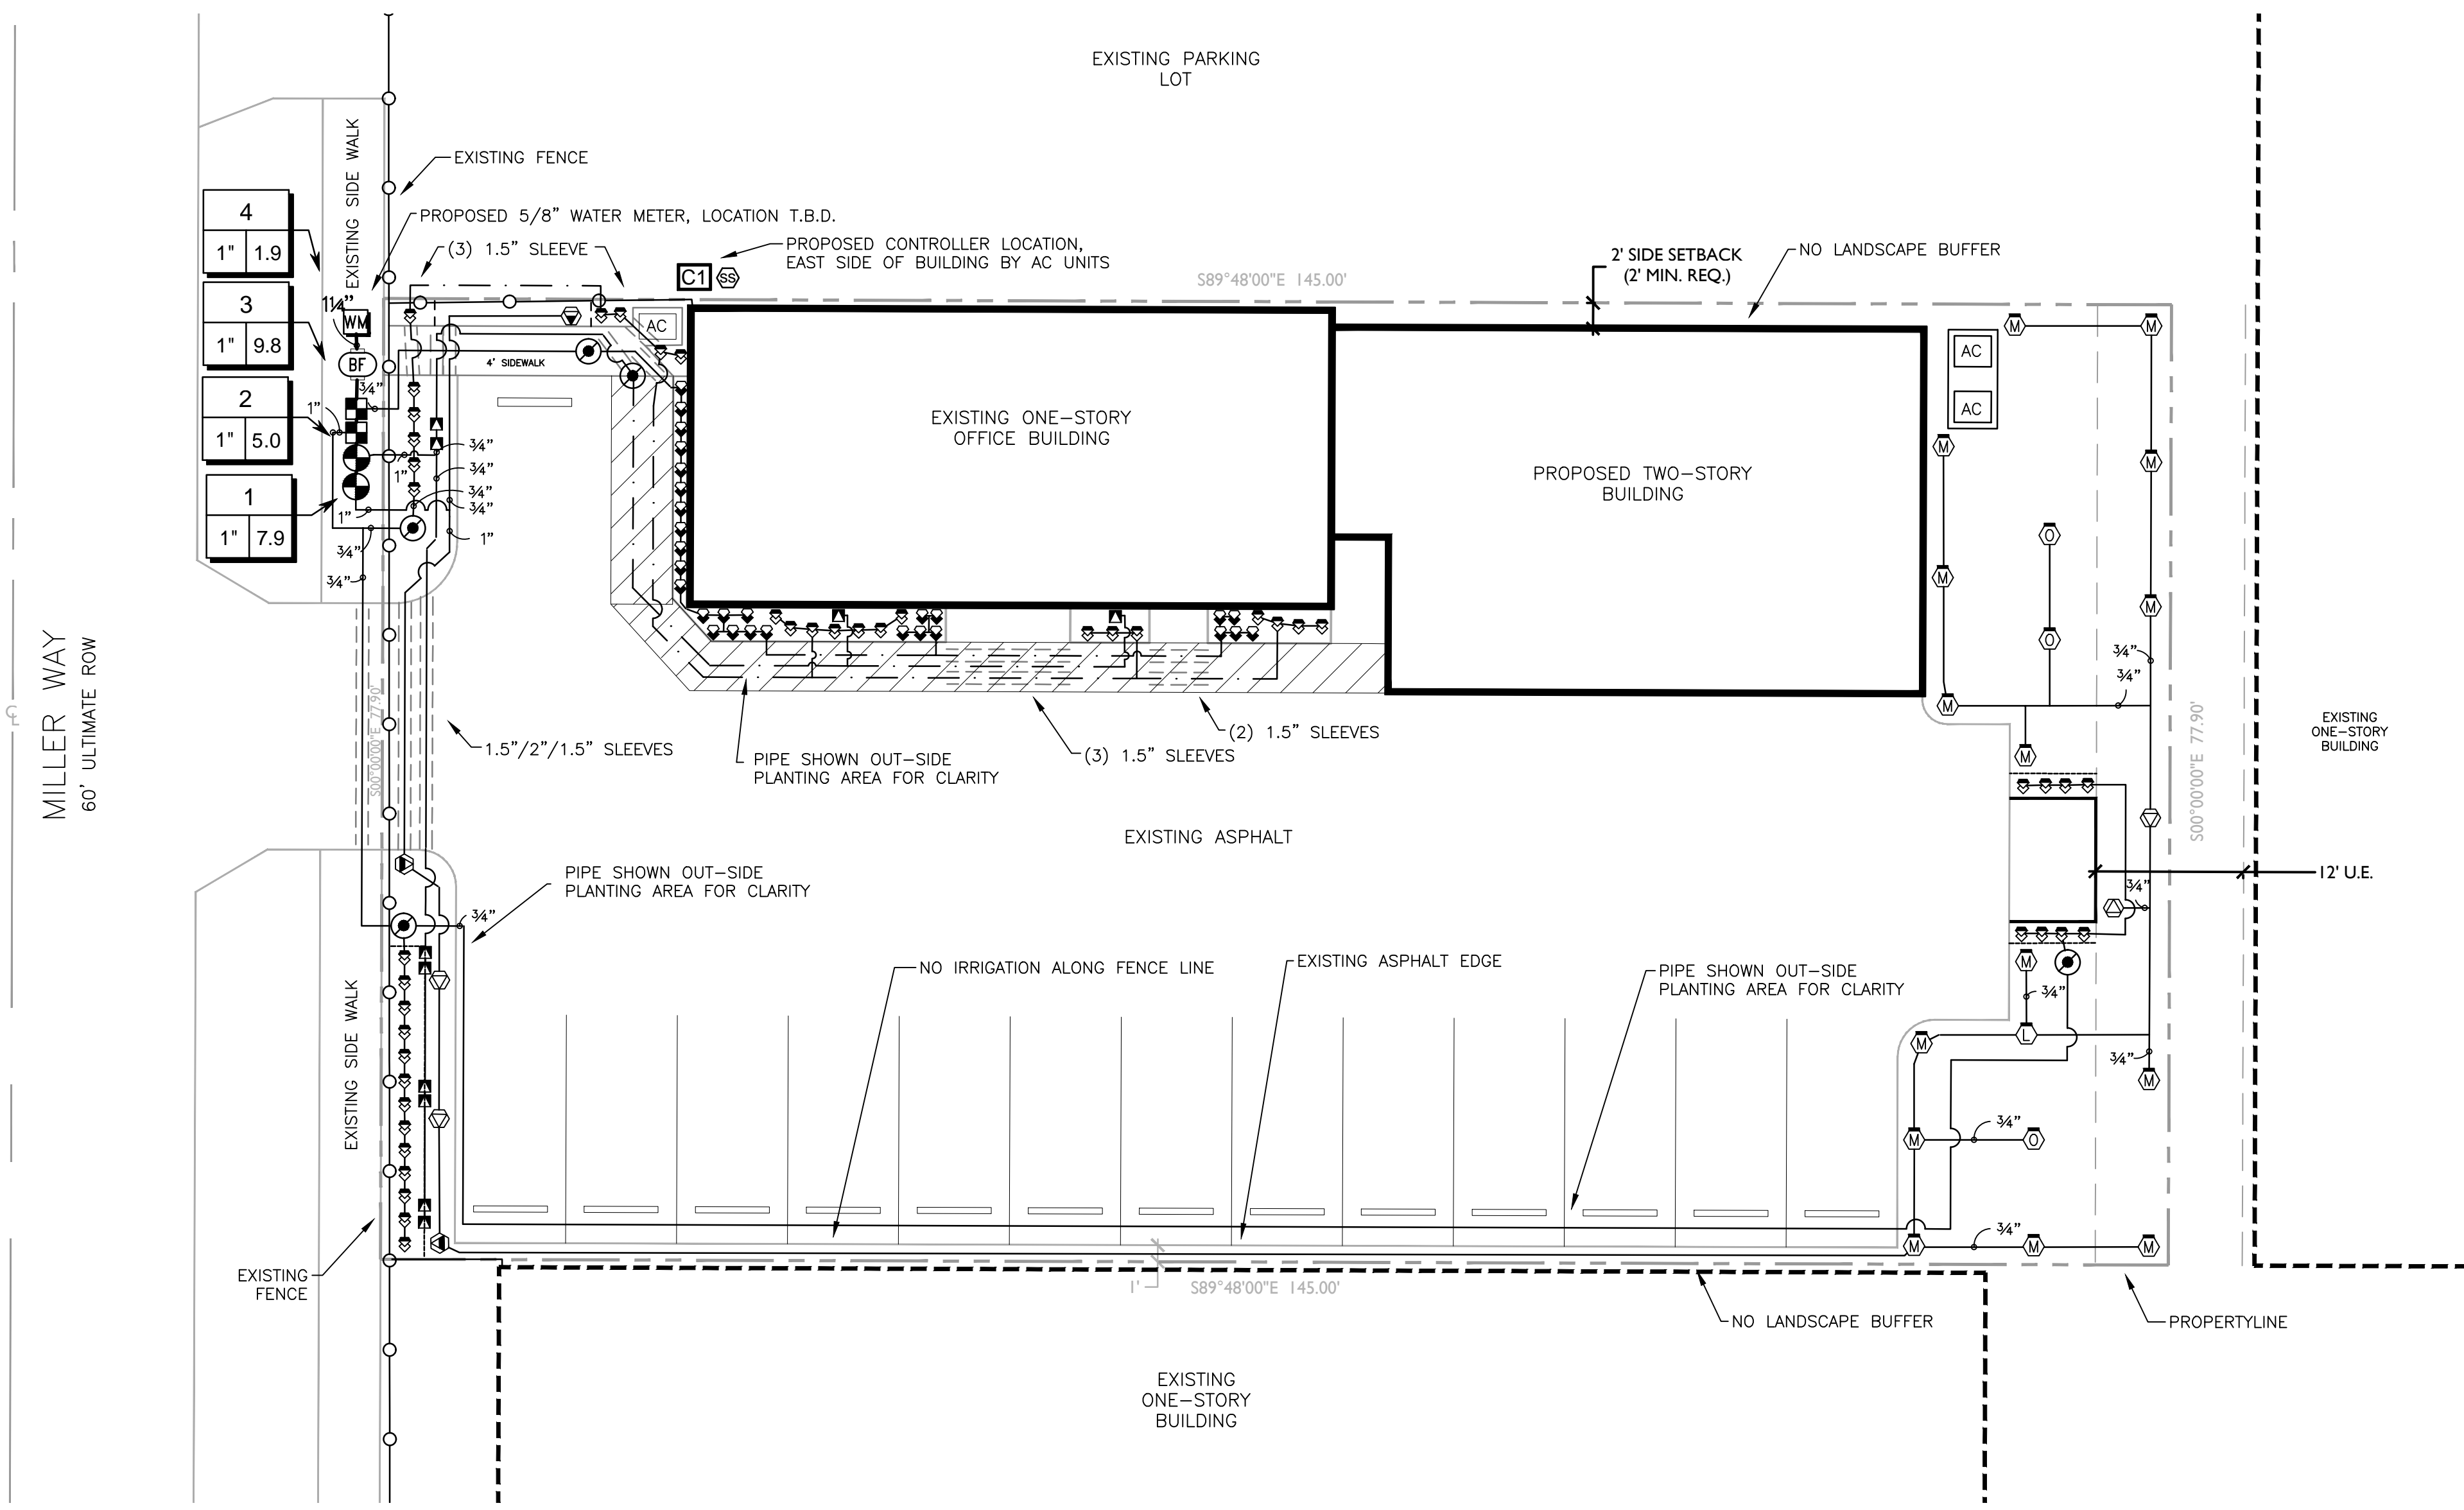 EXISTING PARKING
LOT
EXISTING SIDE WALK
EXISTING FENCE
4
1" 1.9
3
1" 9.8
2
1" 5.0
1
1" 7.9
PROPOSED 5/8" WATER METER, LOCATION T.B.D.
(3) 1.5" SLEEVE
C1
SS
PROPOSED CONTROLLER LOCATION,
EAST SIDE OF BUILDING BY AC UNITS
S89°48'00"E 145.00'
2' SIDE SETBACK
(2' MIN. REQ.)
NO LANDSCAPE BUFFER
1¼"
WM
BF
AC
4' SIDEWALK
¾"
1"
¾"
1"
¾"
¾"
¾"
1"
1"
¾"
¾"
EXISTING ONE-STORY
OFFICE BUILDING
PROPOSED TWO-STORY
BUILDING
AC
AC
M
M
M
M
M
M
O
O
M
M
M
¾"
¾"
MILLER WAY
60' ULTIMATE ROW
℄
S00°00'00"E 77.90'
1.5"/2"/1.5" SLEEVES
PIPE SHOWN OUT-SIDE
PLANTING AREA FOR CLARITY
(3) 1.5" SLEEVES
(2) 1.5" SLEEVES
S00°00'00"E 77.90'
EXISTING
ONE-STORY
BUILDING
EXISTING ASPHALT
12' U.E.
PIPE SHOWN OUT-SIDE
PLANTING AREA FOR CLARITY
¾"
¾"
EXISTING SIDE WALK
NO IRRIGATION ALONG FENCE LINE
EXISTING ASPHALT EDGE
PIPE SHOWN OUT-SIDE
PLANTING AREA FOR CLARITY
M
¾"
M
L
¾"
M
M
¾"
O
M
¾"
M
M
EXISTING
FENCE
1'
S89°48'00"E 145.00'
NO LANDSCAPE BUFFER
PROPERTYLINE
EXISTING
ONE-STORY
BUILDING